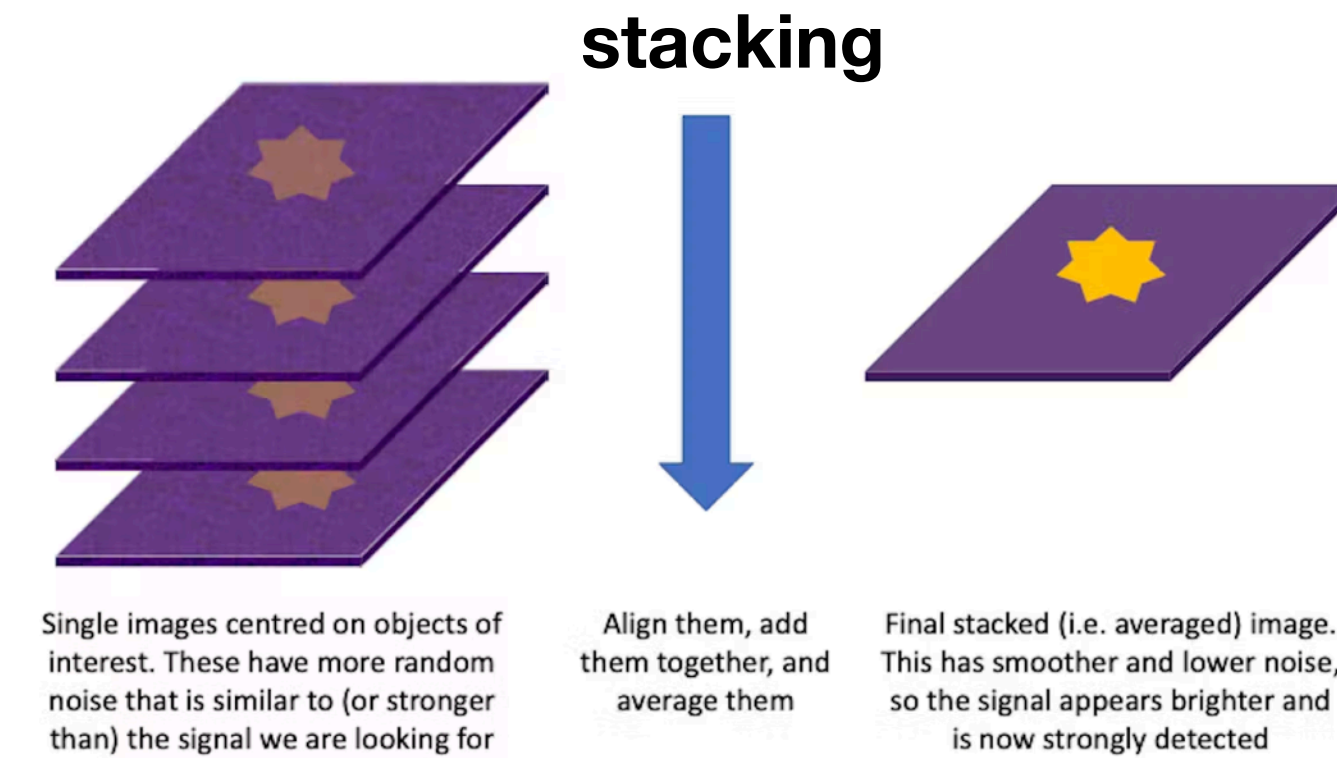 stacking
Single images centred on objects of
interest. These have more random
noise that is similar to (or stronger
than) the signal we are looking for
Align them, add
them together, and
average them
Final stacked (i.e. averaged) image.
This has smoother and lower noise,
so the signal appears brighter and
is now strongly detected